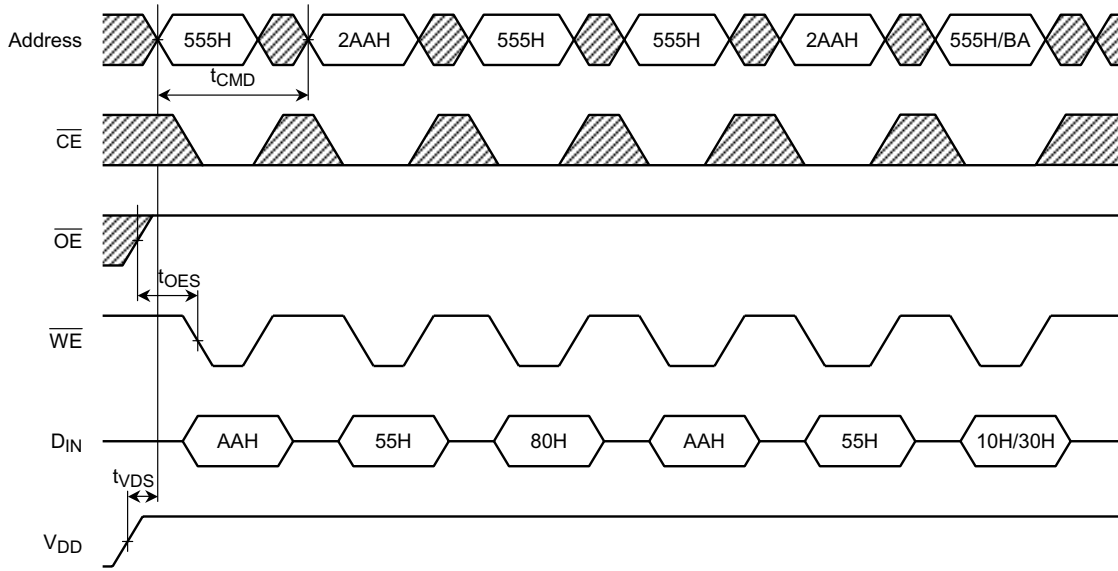 Address 555H 2AAH 555H 555H 2AAH 555H/BA
tCMD
CE
OE
tOES
WE
DIN AAH 55H 80H AAH 55H 10H/30H
tVDS
VDD